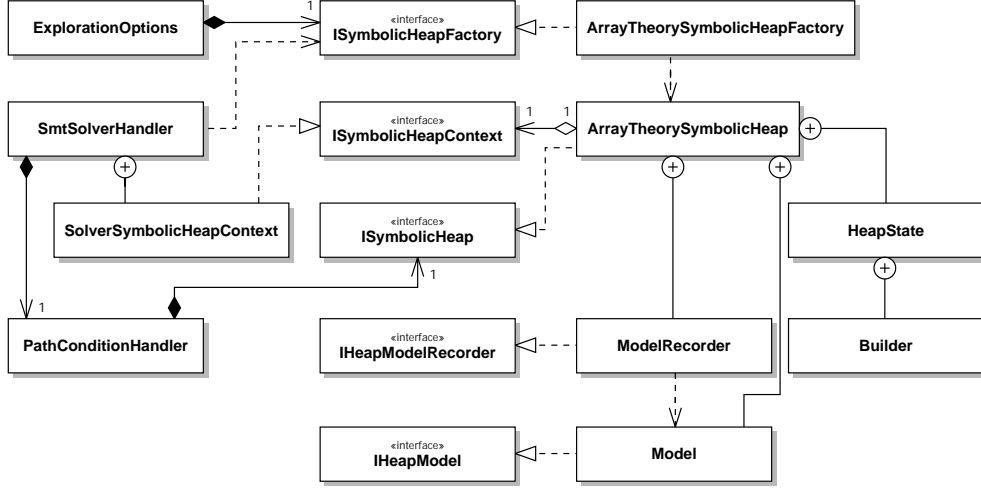 ExplorationOptions
1
«interface»
ISymbolicHeapFactory
ArrayTheorySymbolicHeapFactory
SmtSolverHandler
«interface»
ISymbolicHeapContext
1
1
ArrayTheorySymbolicHeap
+
+
+
+
SolverSymbolicHeapContext
«interface»
ISymbolicHeap
HeapState
1
+
1
PathConditionHandler
«interface»
IHeapModelRecorder
ModelRecorder
Builder
«interface»
IHeapModel
Model